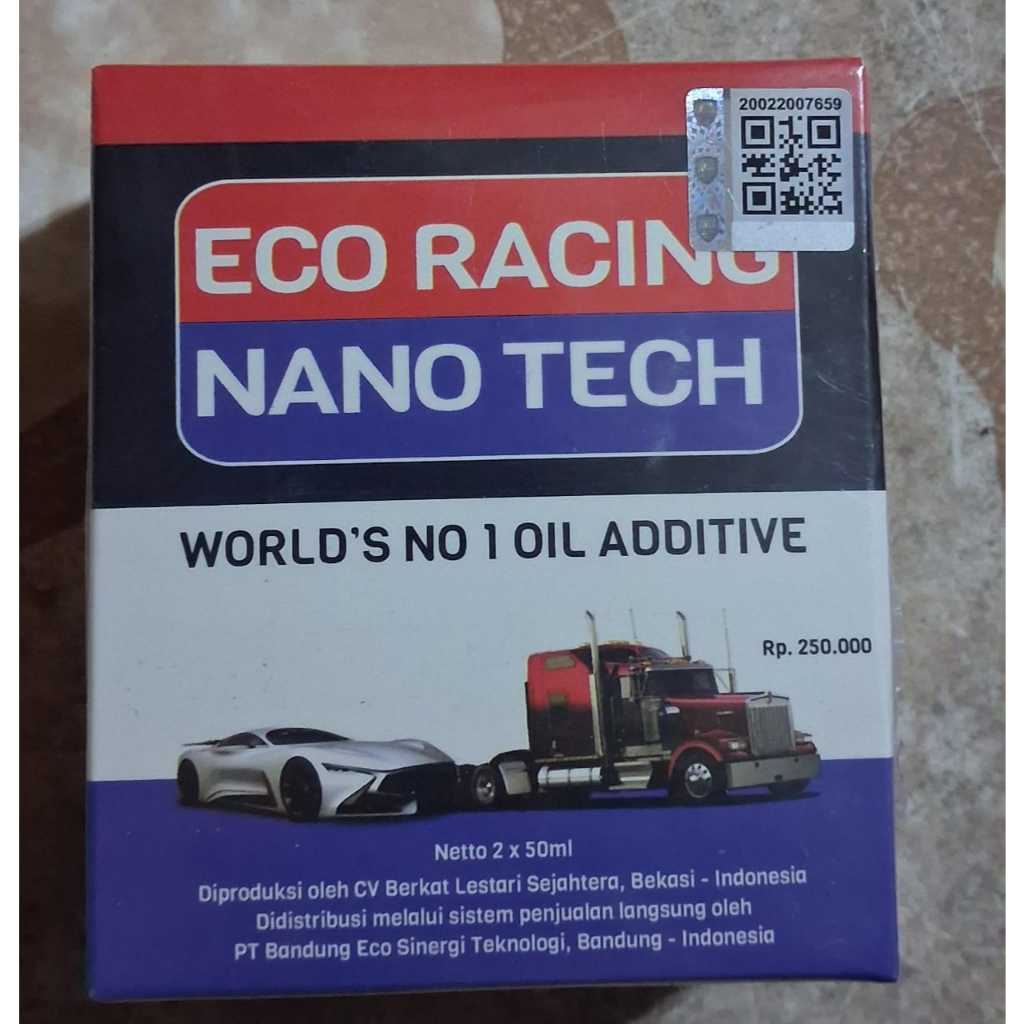 20022007659
ECO RACING
NANO TECH
WORLD'S NO 1 OIL ADDITIVE
Rp. 250.000
Netto 2 x 50ml
Diproduksi oleh CV Berkat Lestari Sejahtera, Bekasi - Indonesia
Didistribusi melalui sistem penjualan langsung oleh
PT Bandung Eco Sinergi Teknologi, Bandung - Indonesia